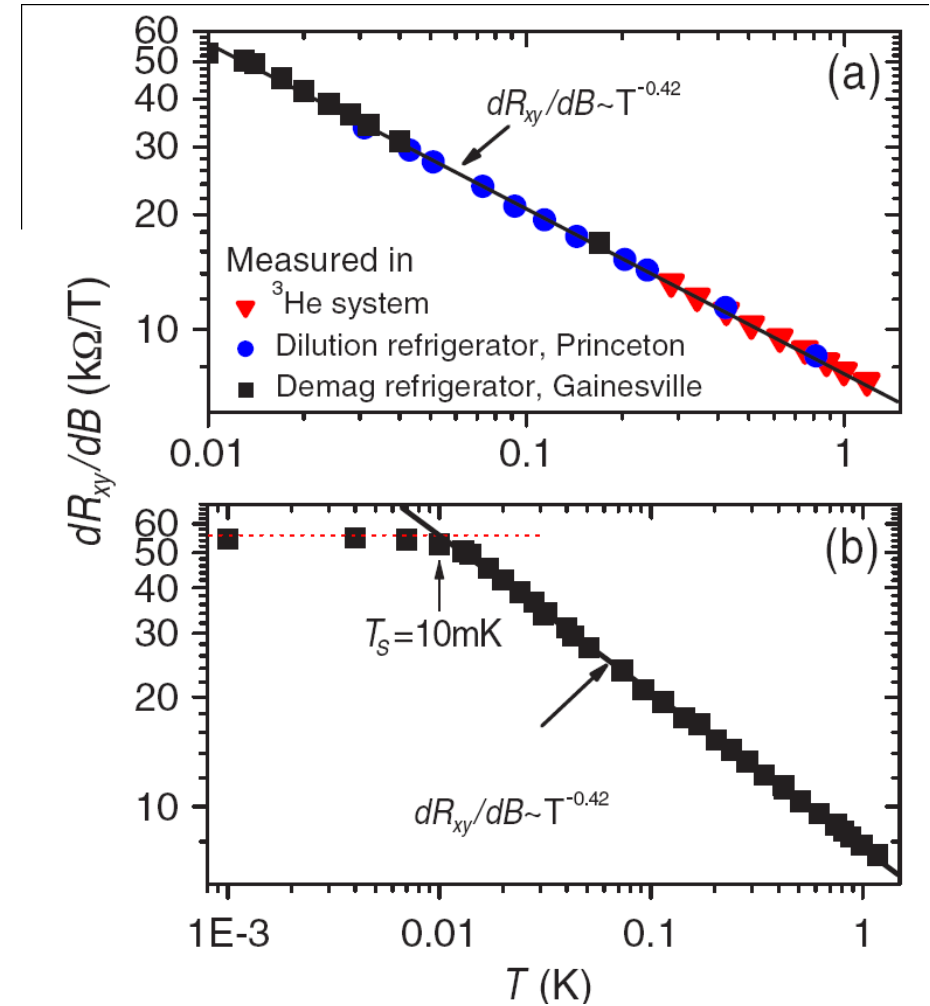 60
50
40
30
20
10
(a)
dR_xy/dB~T^-0.42
Measured in
³He system
Dilution refrigerator, Princeton
Demag refrigerator, Gainesville
0.01
0.1
1
dR_xy/dB (kΩ/T)
60
50
40
30
20
10
(b)
T_S=10mK
dR_xy/dB~T^-0.42
1E-3
0.01
0.1
1
T (K)